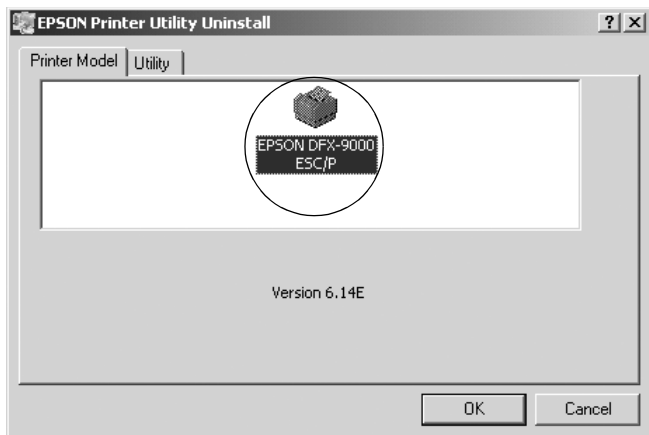 EPSON Printer Utility Uninstall
Printer Model
Utility
EPSON DFX-9000
ESC/P
Version 6.14E
OK
Cancel